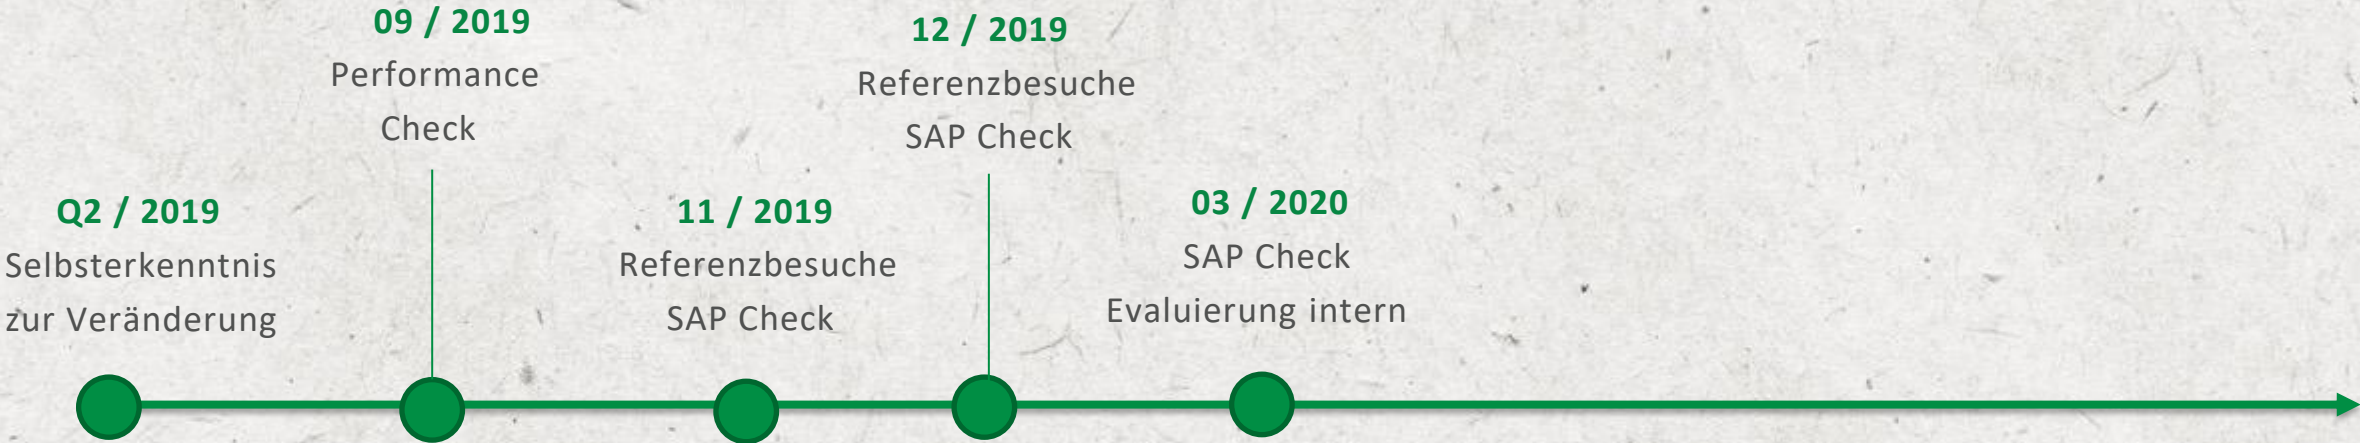 Q2 / 2019
Selbsterkenntnis
zur Veränderung
09 / 2019
Performance
Check
11 / 2019
Referenzbesuche
SAP Check
12 / 2019
Referenzbesuche
SAP Check
03 / 2020
SAP Check
Evaluierung intern